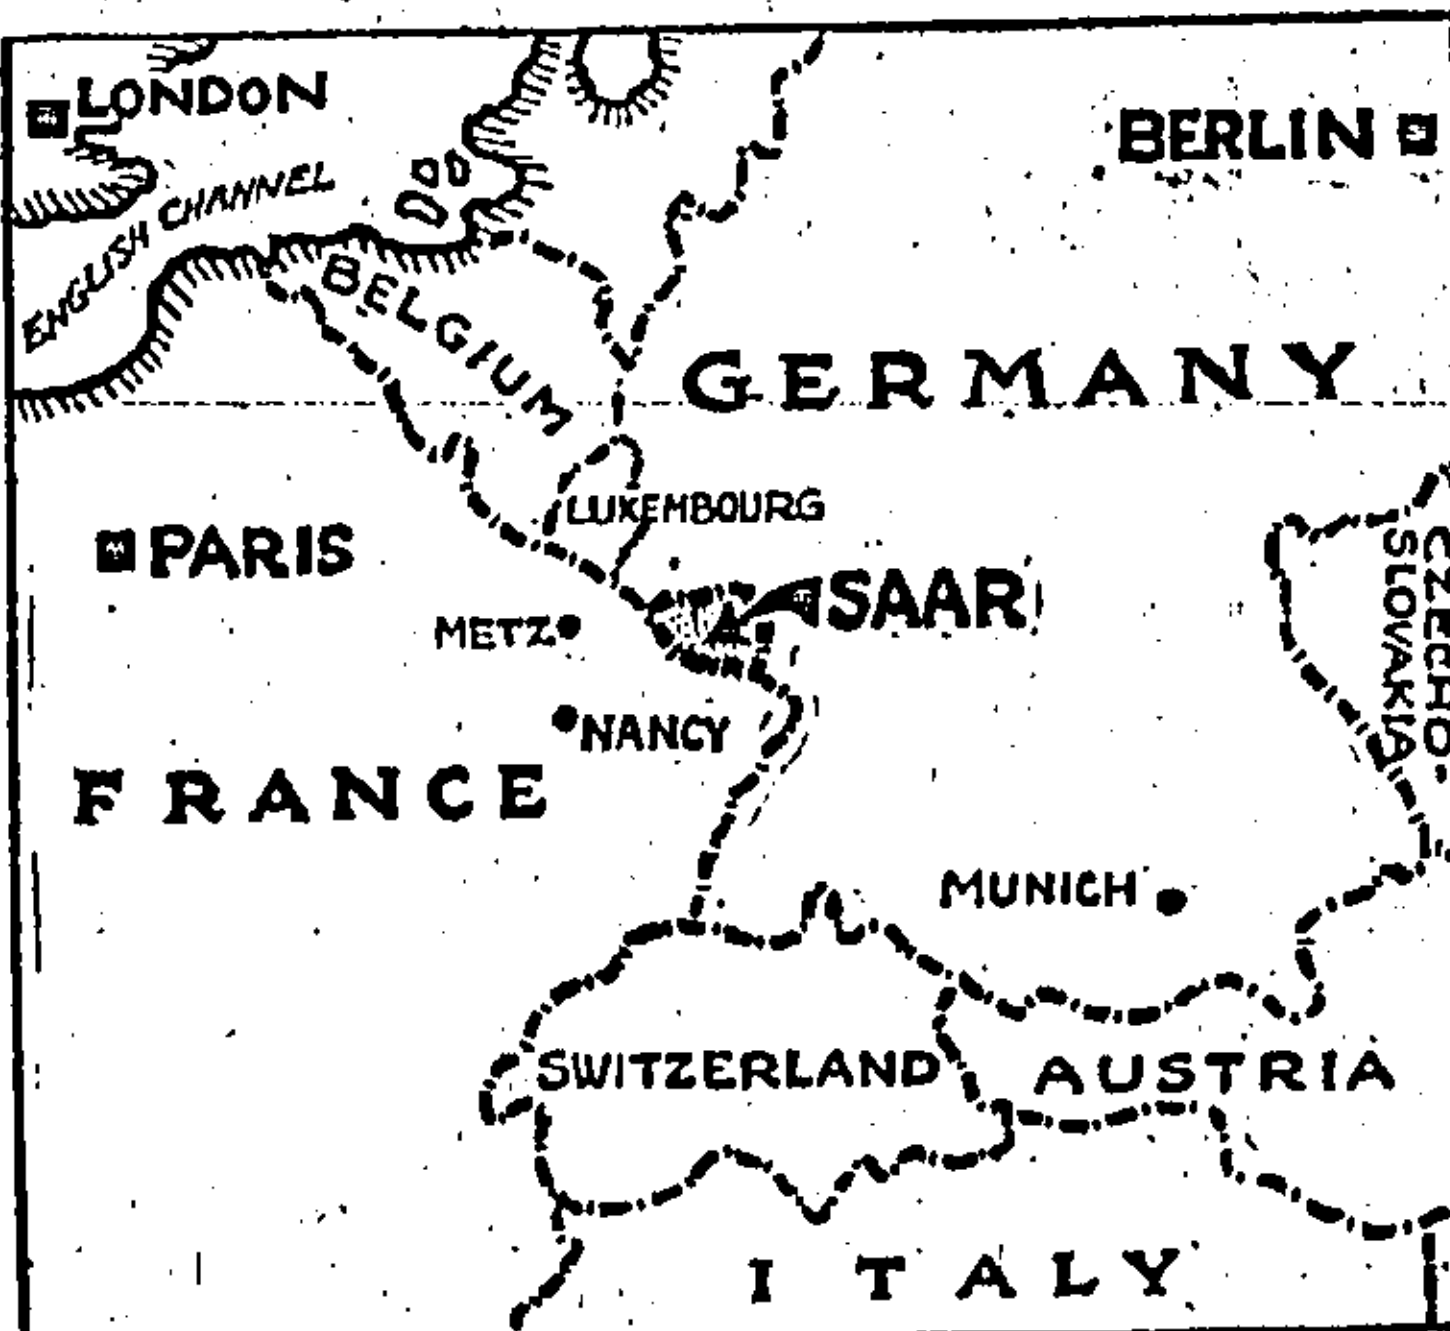 LONDON
BERLIN
ENGLISH CHANNEL
BELGIUM
GERMANY
LUXEMBOURG
PARIS
SAAR
CZECHO-
SLOVAKIA
METZ
NANCY
FRANCE
MUNICH
SWITZERLAND
AUSTRIA
ITALY